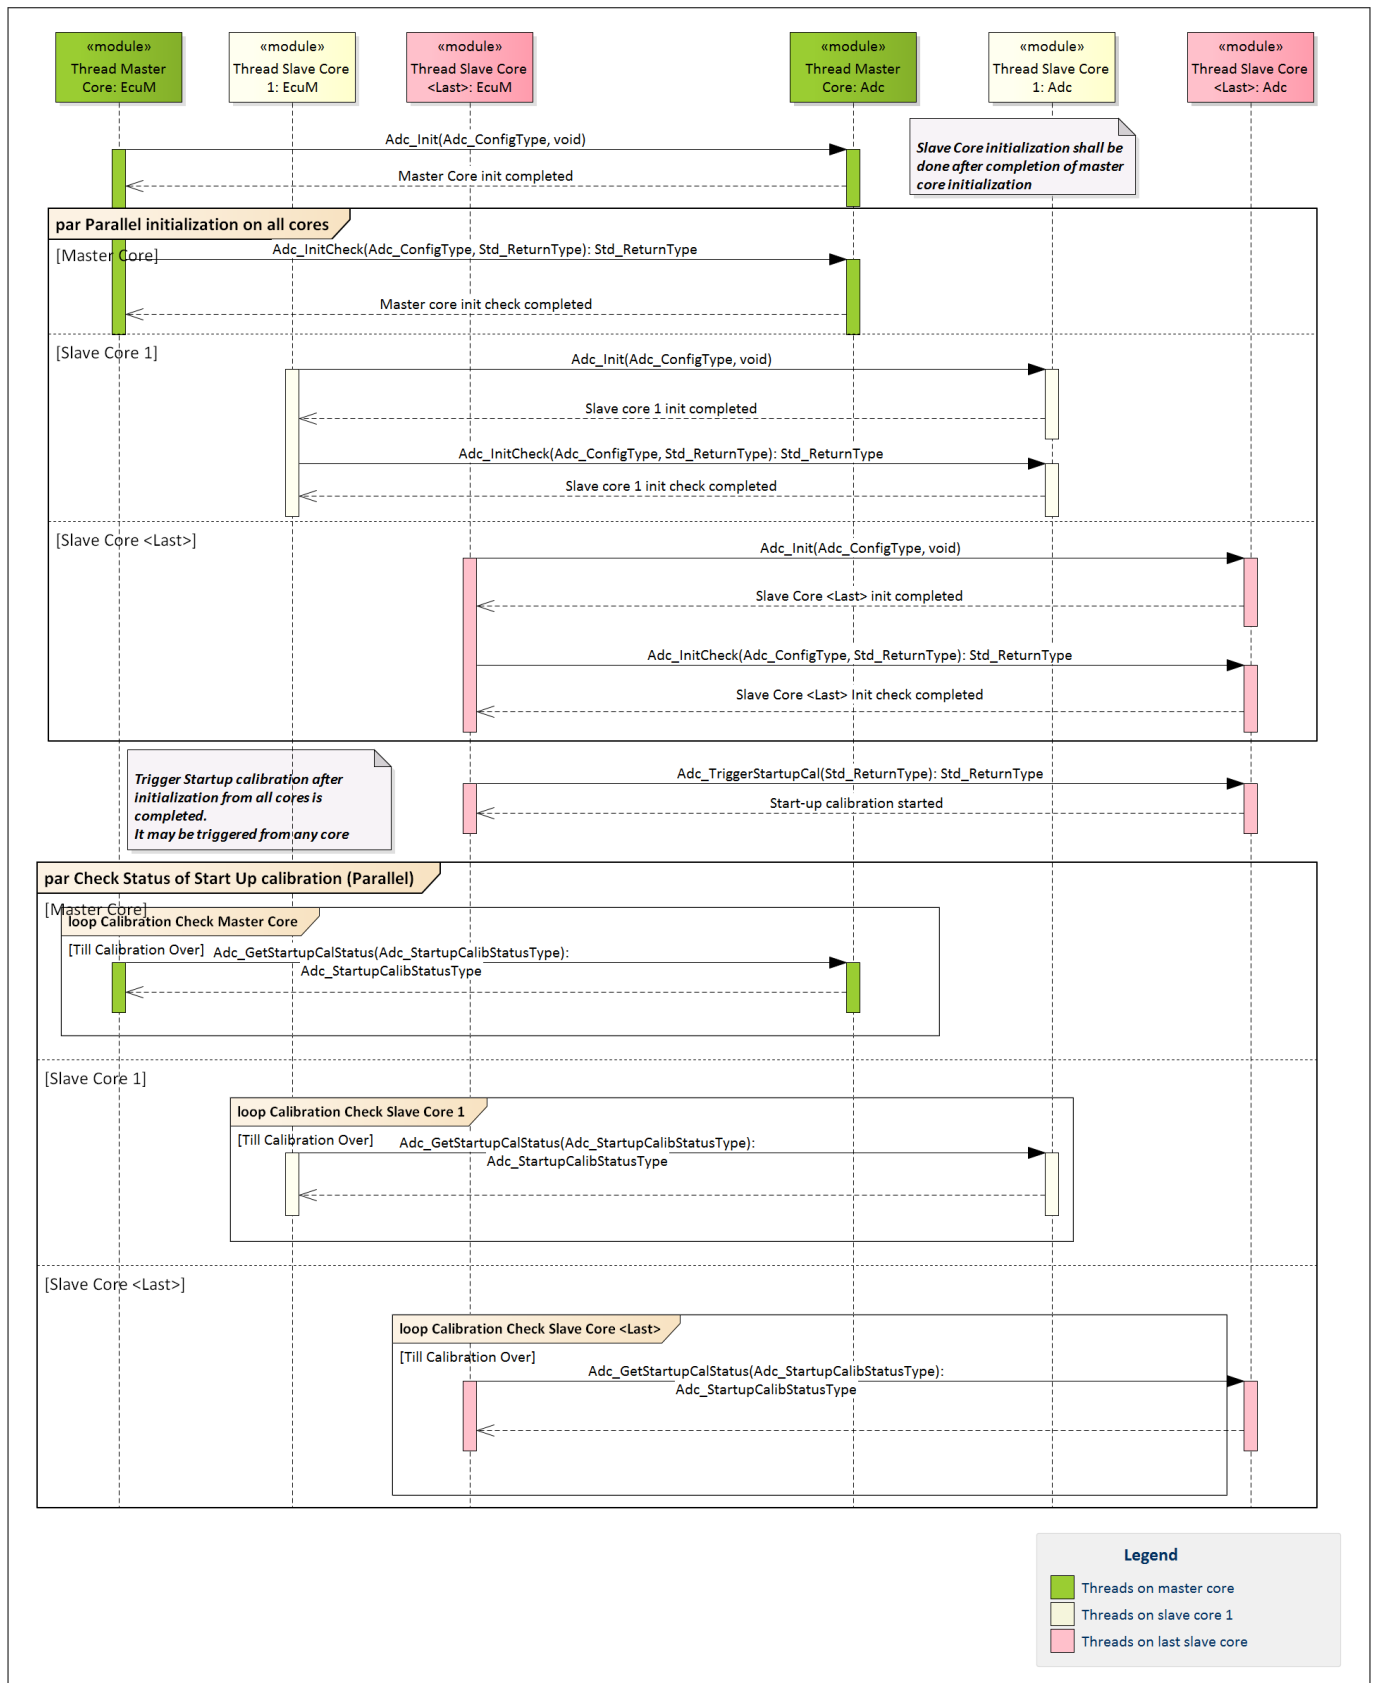 «module»
Thread Master
Core: EcuM
«module»
Thread Slave Core
1: EcuM
«module»
Thread Slave Core
<Last>: EcuM
«module»
Thread Master
Core: Adc
«module»
Thread Slave Core
1: Adc
«module»
Thread Slave Core
<Last>: Adc
Adc_Init(Adc_ConfigType, void)
Slave Core initialization shall be
done after completion of master
core initialization
Master Core init completed
par Parallel initialization on all cores
[Master Core]
Adc_InitCheck(Adc_ConfigType, Std_ReturnType): Std_ReturnType
Master core init check completed
[Slave Core 1]
Adc_Init(Adc_ConfigType, void)
Slave core 1 init completed
Adc_InitCheck(Adc_ConfigType, Std_ReturnType): Std_ReturnType
Slave core 1 init check completed
[Slave Core <Last>]
Adc_Init(Adc_ConfigType, void)
Slave Core <Last> init completed
Adc_InitCheck(Adc_ConfigType, Std_ReturnType): Std_ReturnType
Slave Core <Last> Init check completed
Trigger Startup calibration after
initialization from all cores is
completed.
It may be triggered from any core
Adc_TriggerStartupCal(Std_ReturnType): Std_ReturnType
Start-up calibration started
par Check Status of Start Up calibration (Parallel)
[Master Core]
loop Calibration Check Master Core
[Till Calibration Over]
Adc_GetStartupCalStatus(Adc_StartupCalibStatusType):
Adc_StartupCalibStatusType
[Slave Core 1]
loop Calibration Check Slave Core 1
[Till Calibration Over]
Adc_GetStartupCalStatus(Adc_StartupCalibStatusType):
Adc_StartupCalibStatusType
[Slave Core <Last>]
loop Calibration Check Slave Core <Last>
[Till Calibration Over]
Adc_GetStartupCalStatus(Adc_StartupCalibStatusType):
Adc_StartupCalibStatusType
Legend
Threads on master core
Threads on slave core 1
Threads on last slave core